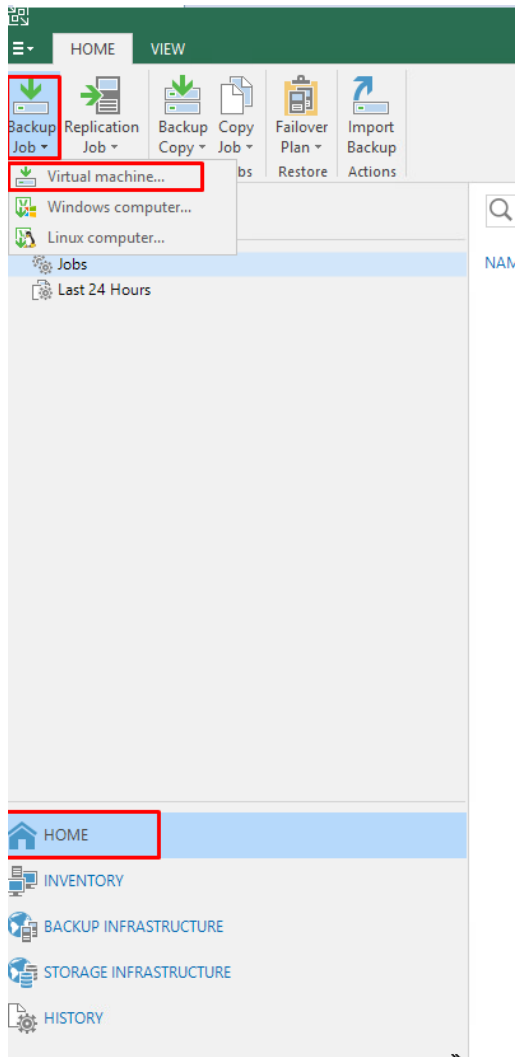 HOME VIEW
Backup Replication Backup Copy Failover Import
Job Job Copy Job Plan Backup
bs Restore Actions
Virtual machine...
Windows computer...
Linux computer...
NAM
Jobs
Last 24 Hours
HOME
INVENTORY
BACKUP INFRASTRUCTURE
STORAGE INFRASTRUCTURE
HISTORY